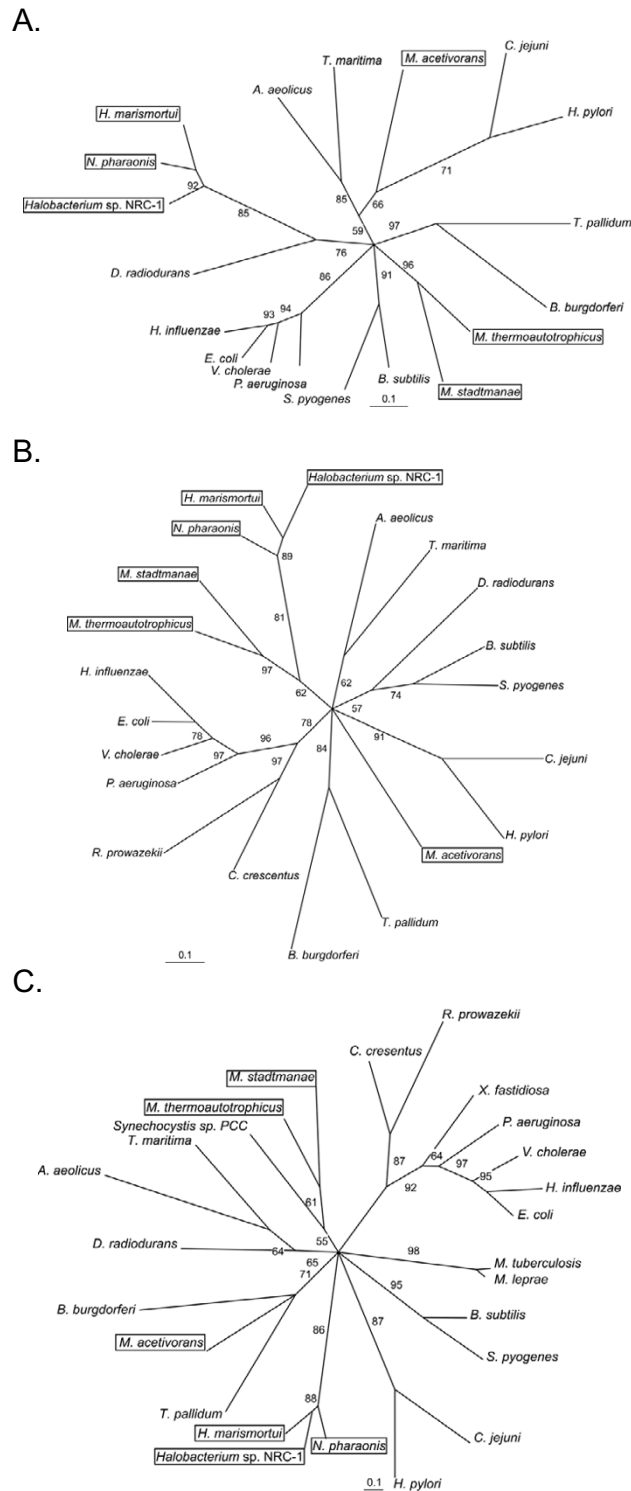 A.
C. jejuni
T. maritima
M. acetivorans
A. aeolicus
H. marismortui
H. pylori
N. pharaonis
71
92
85
66
Halobacterium sp. NRC-1
85
97
59
T. pallidum
76
96
D. radiodurans
86
91
94
B. burgdorferi
93
H. influenzae
M. thermoautotrophicus
E. coli
V. cholerae
B. subtilis
P. aeruginosa
M. stadtmanae
S. pyogenes
0.1
B.
Halobacterium sp. NRC-1
H. marismortui
A. aeolicus
N. pharaonis
T. maritima
89
M. stadtmanae
D. radiodurans
81
M. thermoautotrophicus
B. subtilis
97
H. influenzae
62
62
74
S. pyogenes
57
E. coli
78
78
96
91
V. cholerae
84
C. jejuni
97
97
P. aeruginosa
H. pylori
R. prowazekii
M. acetivorans
C. crescentus
T. pallidum
0.1
B. burgdorferi
C.
R. prowazekii
C. cresentus
M. stadtmanae
X. fastidiosa
M. thermoautotrophicus
P. aeruginosa
Synechocystis sp. PCC
T. maritima
64
V. cholerae
97
A. aeolicus
87
95
92
H. influenzae
61
E. coli
55
D. radiodurans
98
64
65
M. tuberculosis
71
M. leprae
95
B. burgdorferi
B. subtilis
87
M. acetivorans
86
S. pyogenes
88
T. pallidum
H. marismortui
C. jejuni
N. pharaonis
Halobacterium sp. NRC-1
0.1
H. pylori